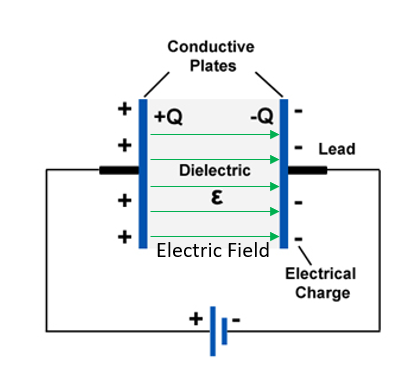 Conductive
Plates
+ +Q -Q -
+ - Lead
Dielectric
+ ε -
+ -
Electric Field
Electrical
Charge
+ -